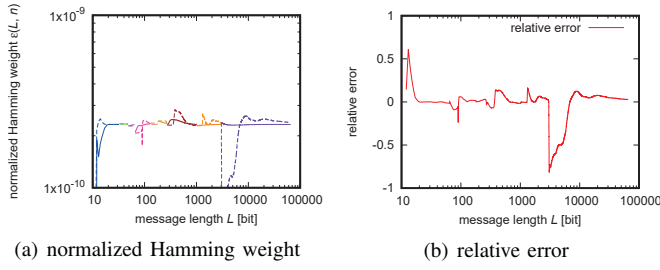 normalized Hamming weight ε(L, n)
1x10^-9
1x10^-10
10 100 1000 10000 100000
message length L [bit]
(a) normalized Hamming weight
relative error
relative error
1
0.5
0
-0.5
-1
10 100 1000 10000 100000
message length L [bit]
(b) relative error